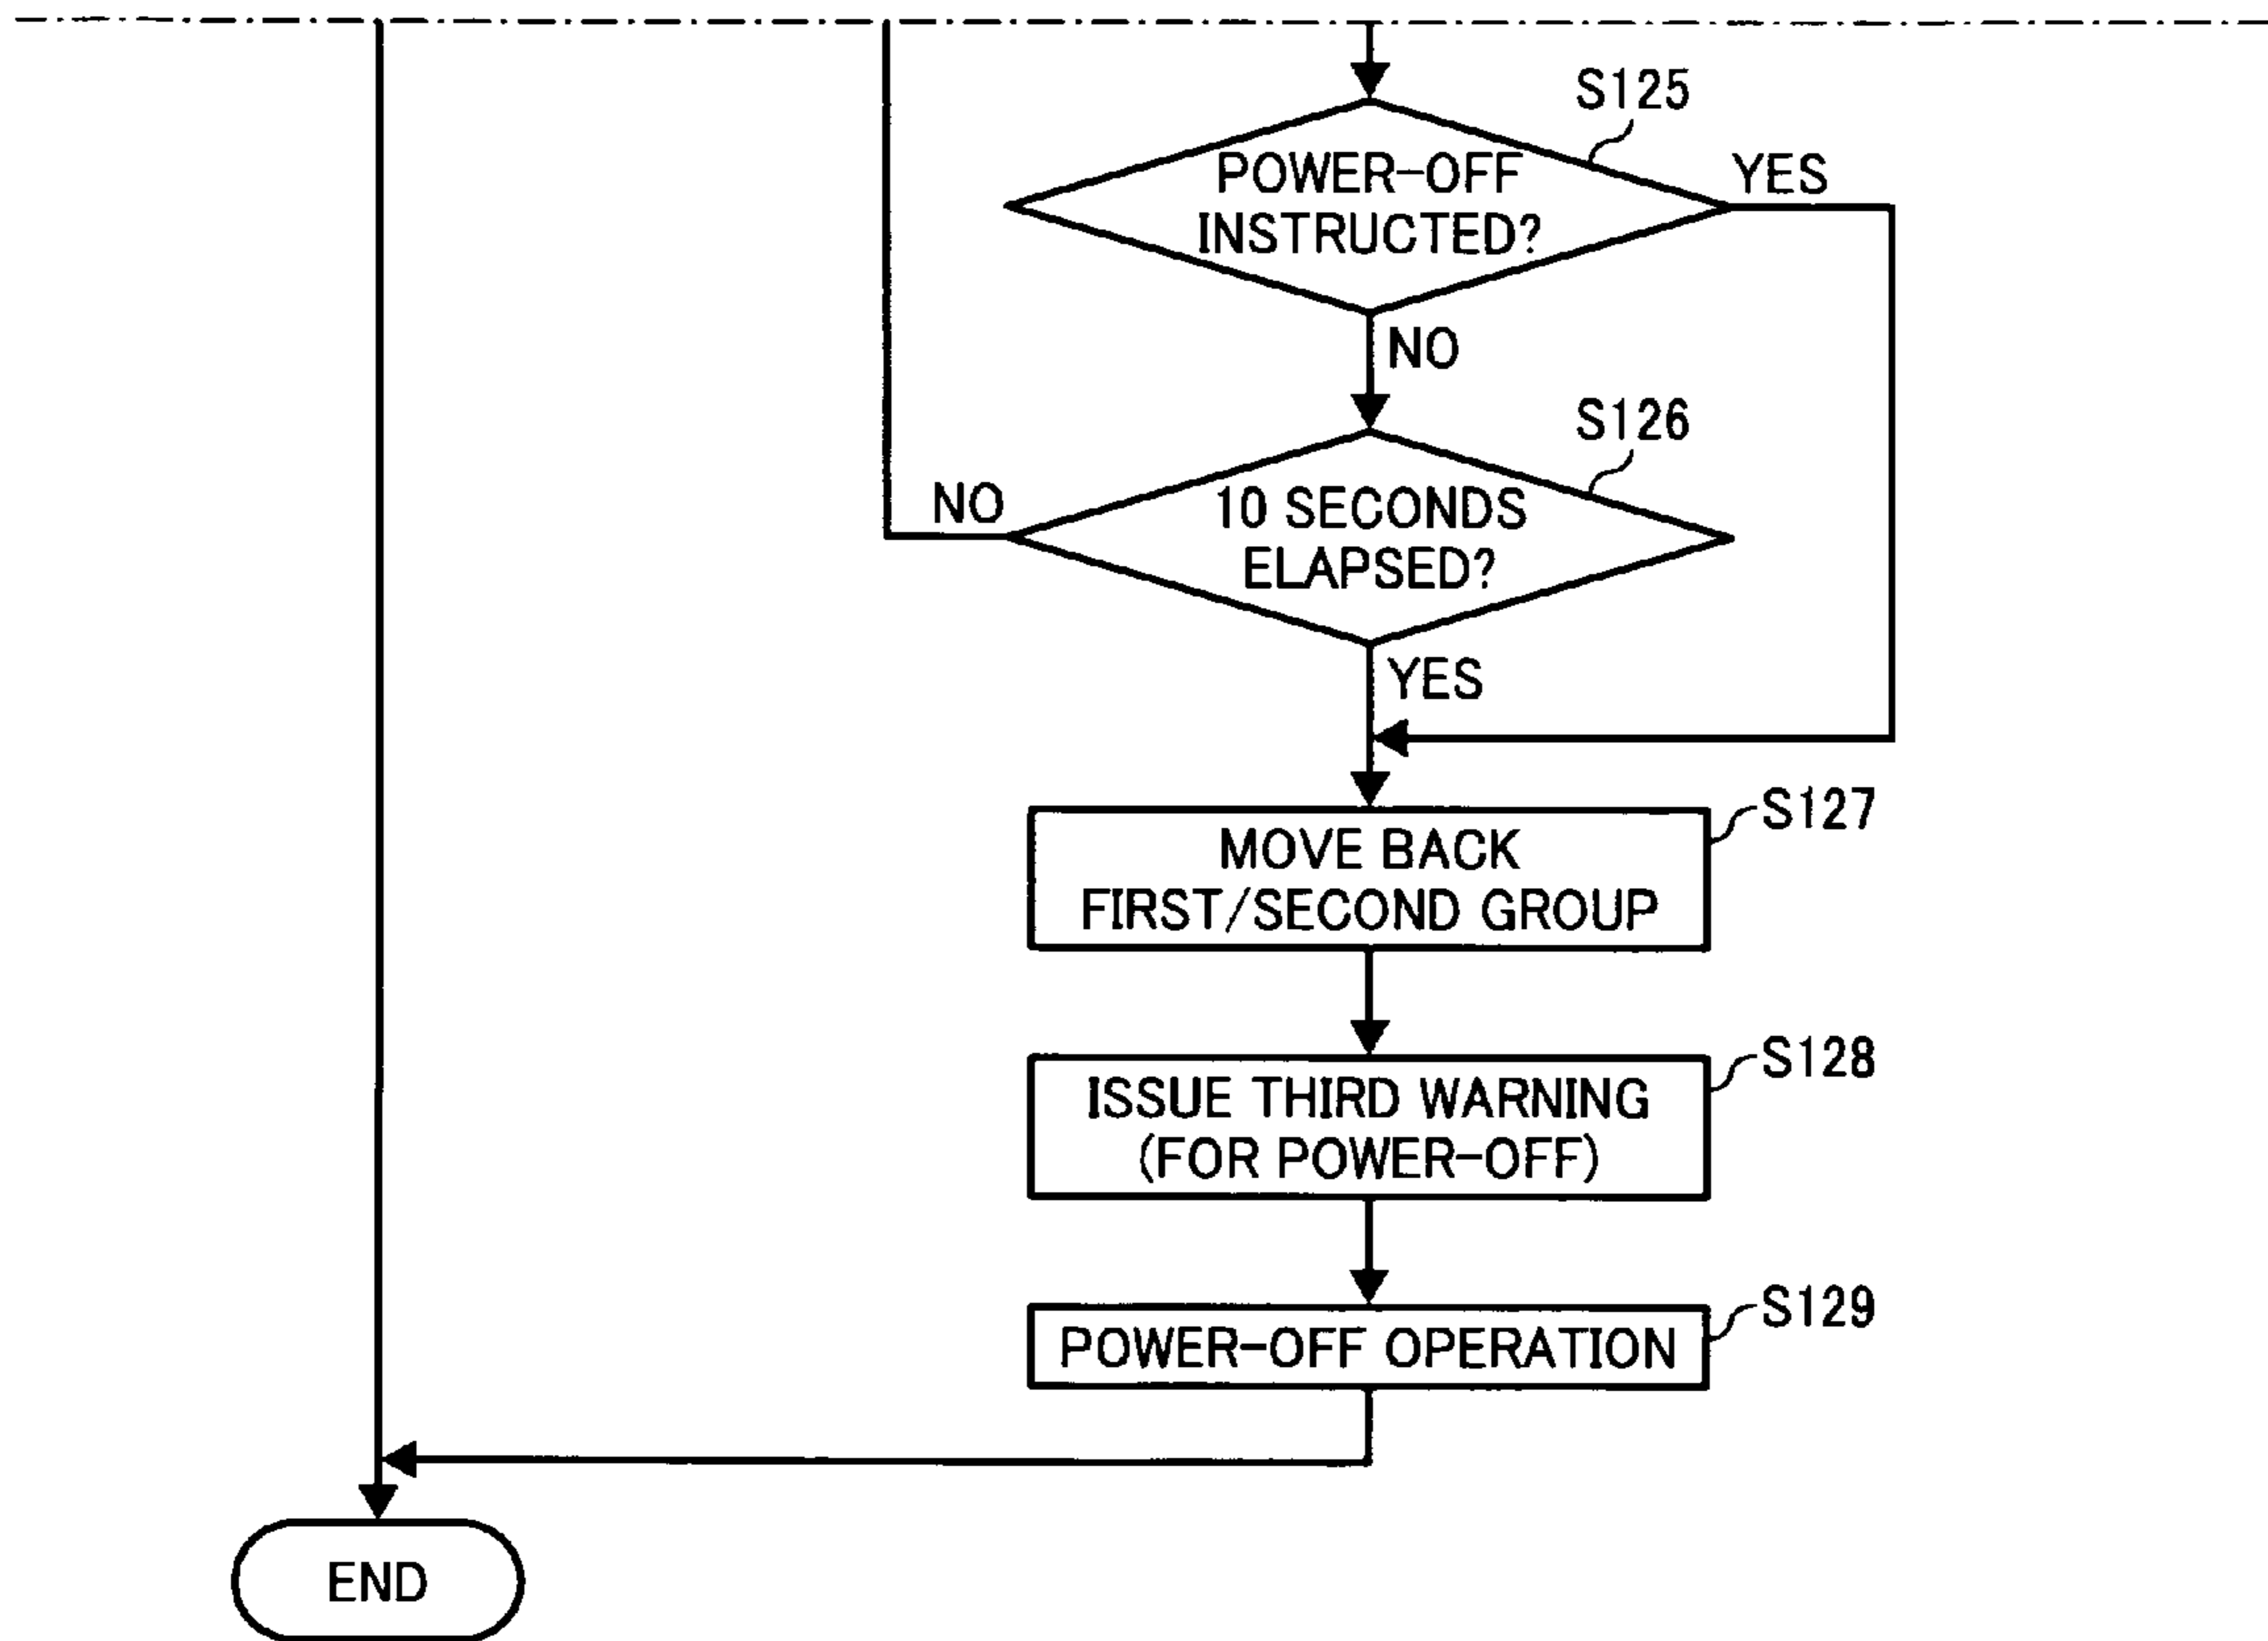 S125
POWER-OFF
INSTRUCTED?
YES
NO
S126
10 SECONDS
ELAPSED?
NO
YES
S127
MOVE BACK
FIRST/SECOND GROUP
S128
ISSUE THIRD WARNING
(FOR POWER-OFF)
S129
POWER-OFF OPERATION
END